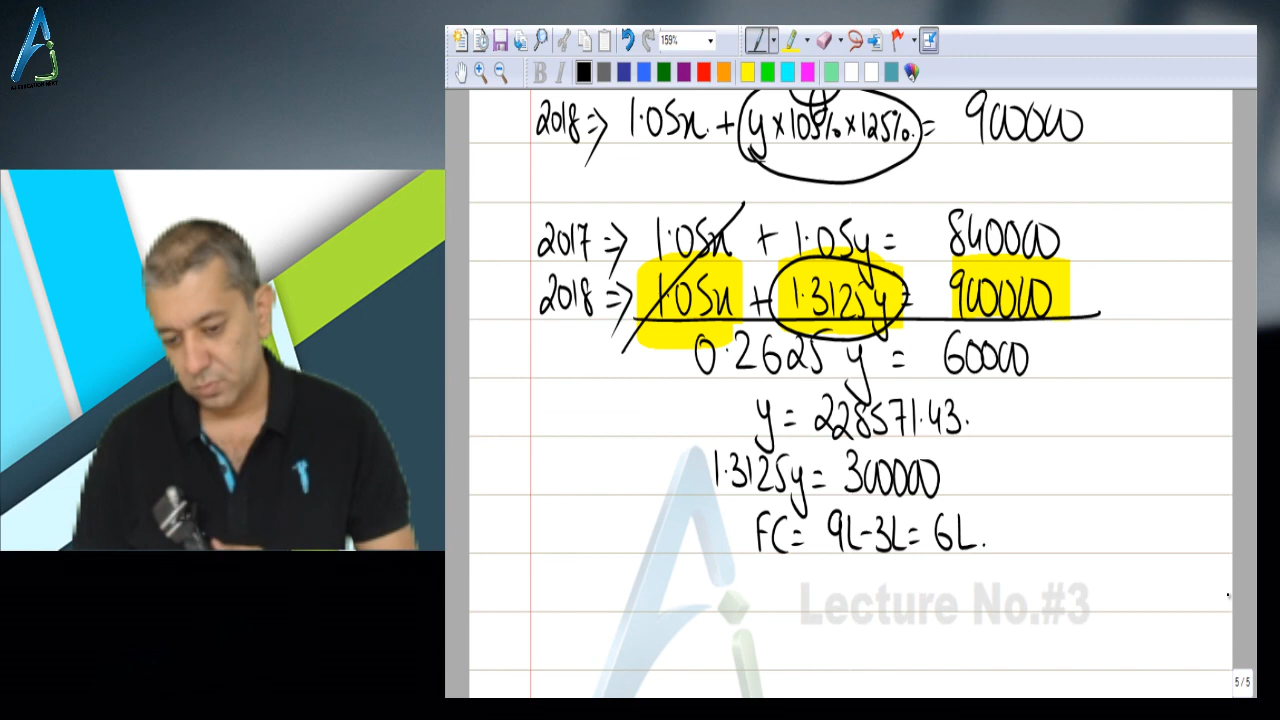 159%
2018 => 1.05x + y × 105% × 125% = 900000
2017 => 1.05x + 1.05y = 840000
2018 => 1.05x + 1.3125y = 900000
0.2625 y = 60000
y = 228571.43.
1.3125y = 300000
FC = 9L-3L = 6L.
Lecture No.#3
5/5